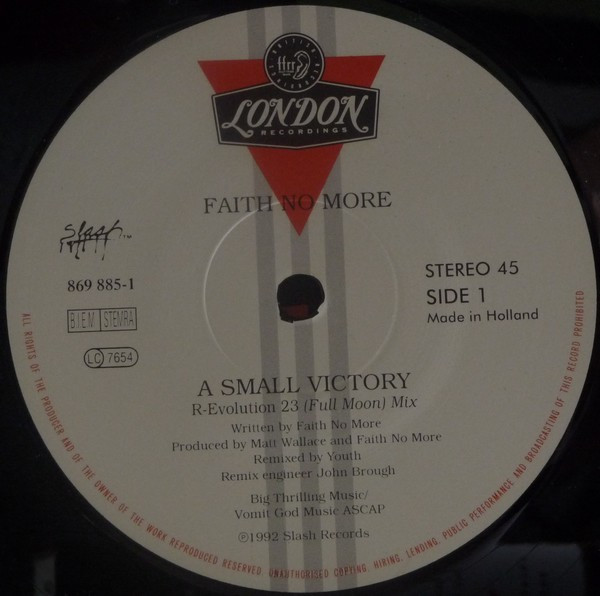 ffrr
LONDON
RECORDINGS
FAITH NO MORE
Slash
869 885-1
BIEM STEMRA
LC 7654
STEREO 45
SIDE 1
Made in Holland
A SMALL VICTORY
R-Evolution 23 (Full Moon) Mix
Written by Faith No More
Produced by Matt Wallace and Faith No More
Remixed by Youth
Remix engineer John Brough
Big Thrilling Music/
Vomit God Music ASCAP
℗1992 Slash Records
ALL RIGHTS OF THE PRODUCER AND OF THE OWNER OF THE WORK REPRODUCED RESERVED. UNAUTHORISED COPYING, HIRING, LENDING, PUBLIC PERFORMANCE AND BROADCASTING OF THIS RECORD PROHIBITED